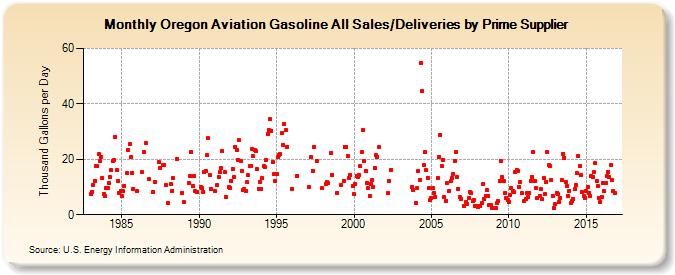 Monthly Oregon Aviation Gasoline All Sales/Deliveries by Prime Supplier
Thousand Gallons per Day
60
40
20
0
1985 1990 1995 2000 2005 2010 2015
Source: U.S. Energy Information Administration